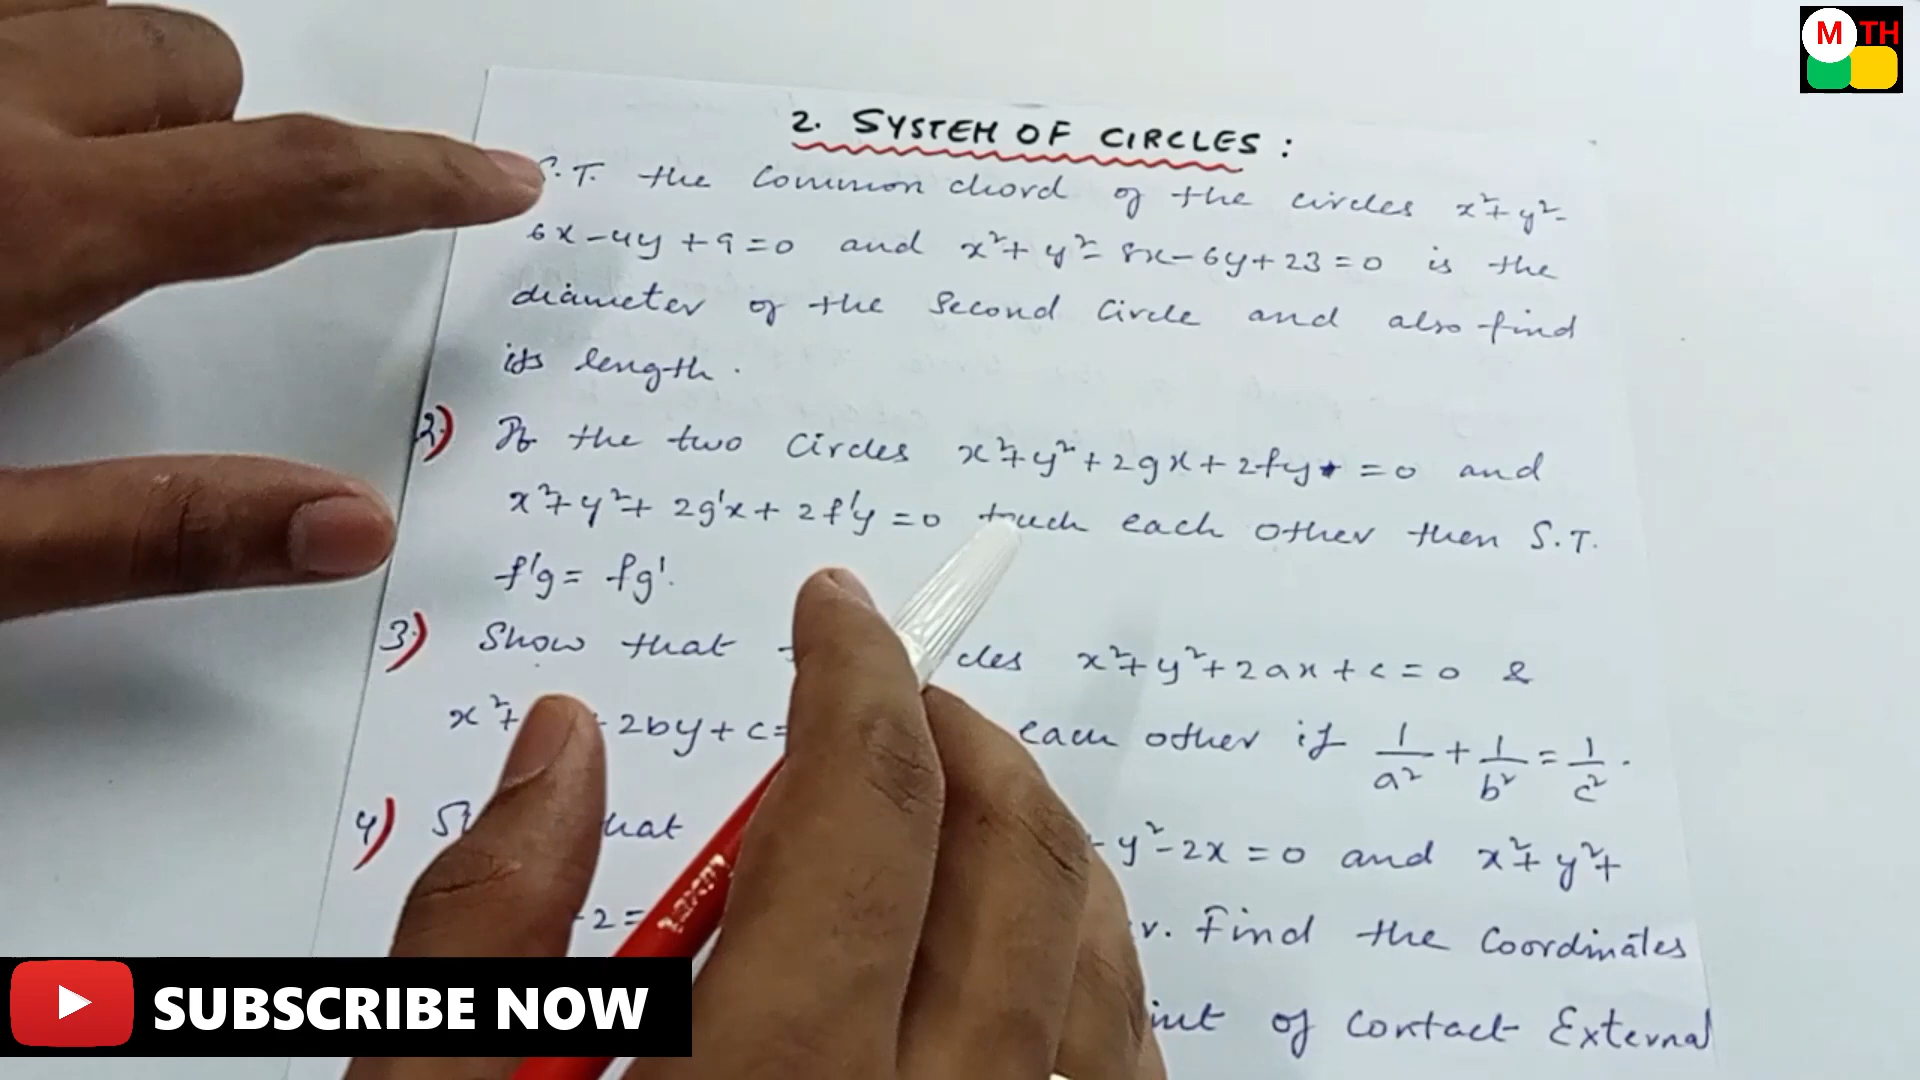 M TH
2. SYSTEM OF CIRCLES :
S.T. the common chord of the circles x²+y²-
6x-4y+9=0 and x²+y²-8x-6y+23=0 is the
diameter of the second circle and also find
its length.
2) If the two circles x²+y²+2gx+2fy=0 and
x²+y²+2g'x+2f'y=0 touch each other then S.T.
f'g = fg'.
3) Show that cles x²+y²+2ax+c=0 &
x²+ 2by+c= each other if 1/a² + 1/b² = 1/c².
4) hat y²-2x=0 and x²+y²+
-2= Find the Coordinates
of contact External
SUBSCRIBE NOW